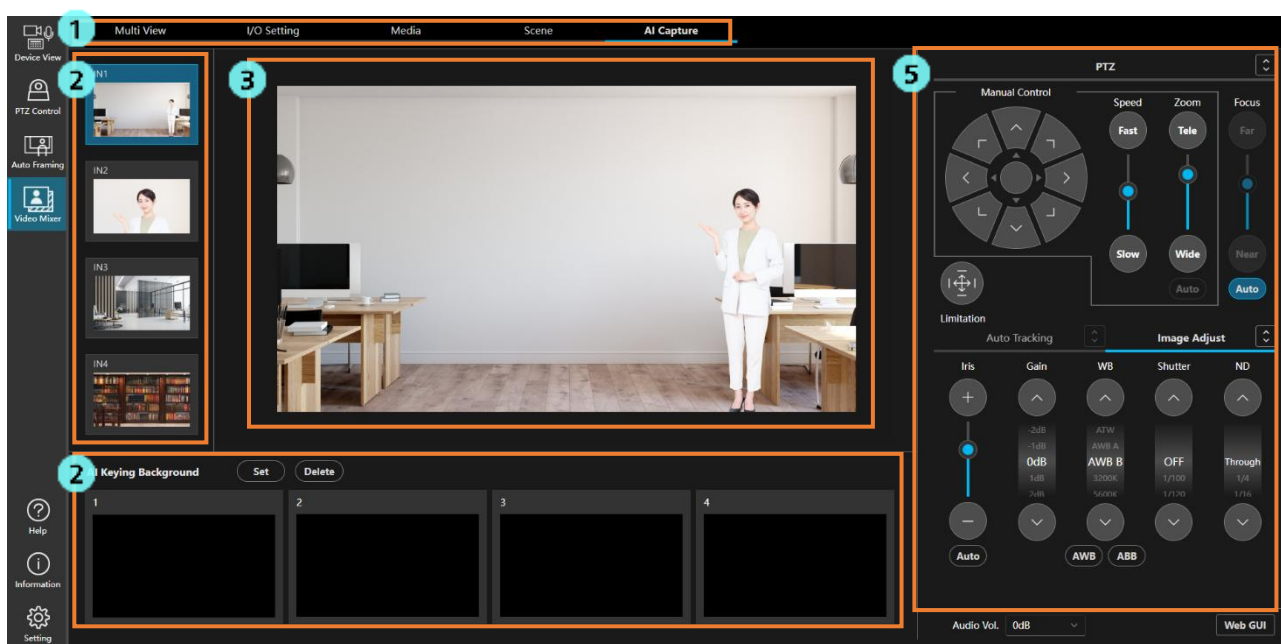 1
Multi View
I/O Setting
Media
Scene
AI Capture
Device View
PTZ Control
Auto Framing
Video Mixer
Help
Information
Setting
2
IN1
IN2
IN3
IN4
3
2
AI Keying Background
Set
Delete
1
2
3
4
5
PTZ
Manual Control
Speed
Zoom
Focus
Fast
Tele
Far
Slow
Wide
Near
Auto
Auto
Limitation
Auto Tracking
Image Adjust
Iris
Gain
WB
Shutter
ND
-2dB
ATW
-1dB
AWB A
0dB
AWB B
OFF
Through
1dB
3200K
1/100
1/4
2dB
5600K
1/120
1/16
Auto
AWB
ABB
Audio Vol.
0dB
Web GUI